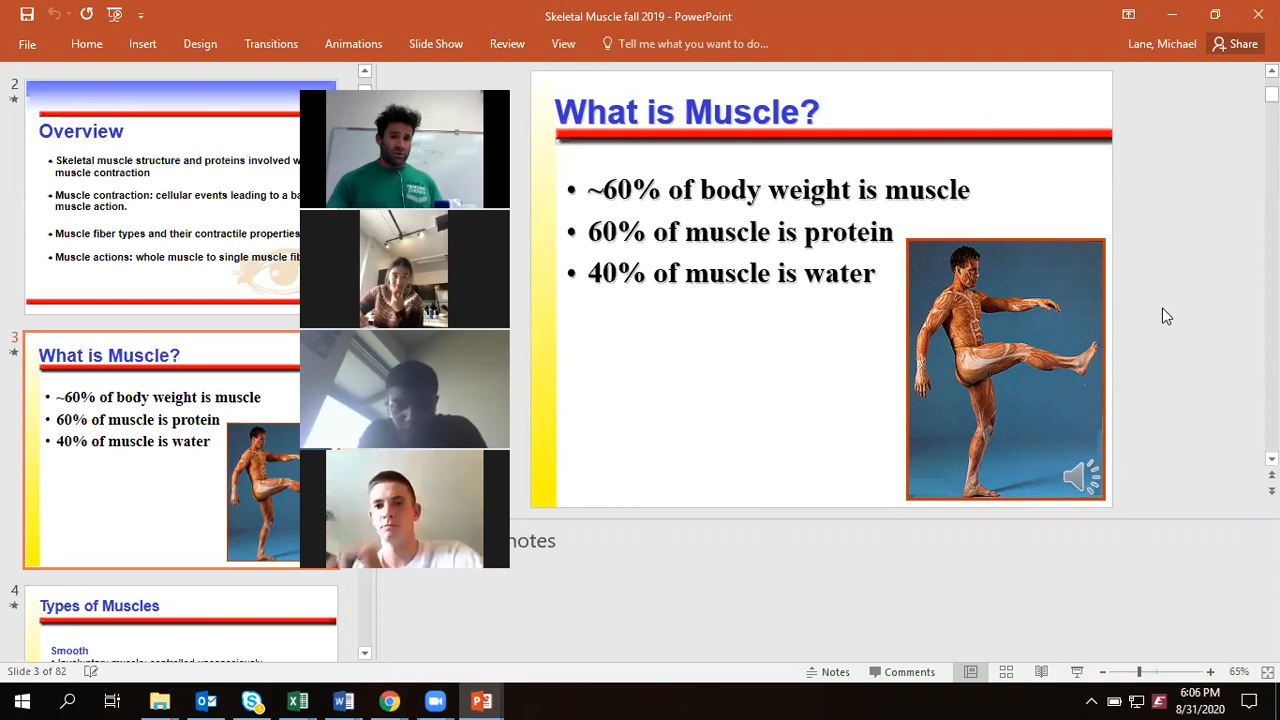 Skeletal Muscle fall 2019 - PowerPoint
File Home Insert Design Transitions Animations Slide Show Review View Tell me what you want to do... Lane, Michael Share
2
Overview
Skeletal muscle structure and proteins involved w
muscle contraction
Muscle contraction: cellular events leading to a ba
muscle action.
Muscle fiber types and their contractile properties
Muscle actions: whole muscle to single muscle fib
3
What is Muscle?
• ~60% of body weight is muscle
• 60% of muscle is protein
• 40% of muscle is water
4
Types of Muscles
Smooth
What is Muscle?
• ~60% of body weight is muscle
• 60% of muscle is protein
• 40% of muscle is water
notes
Slide 3 of 82 Notes Comments 65%
6:06 PM
8/31/2020